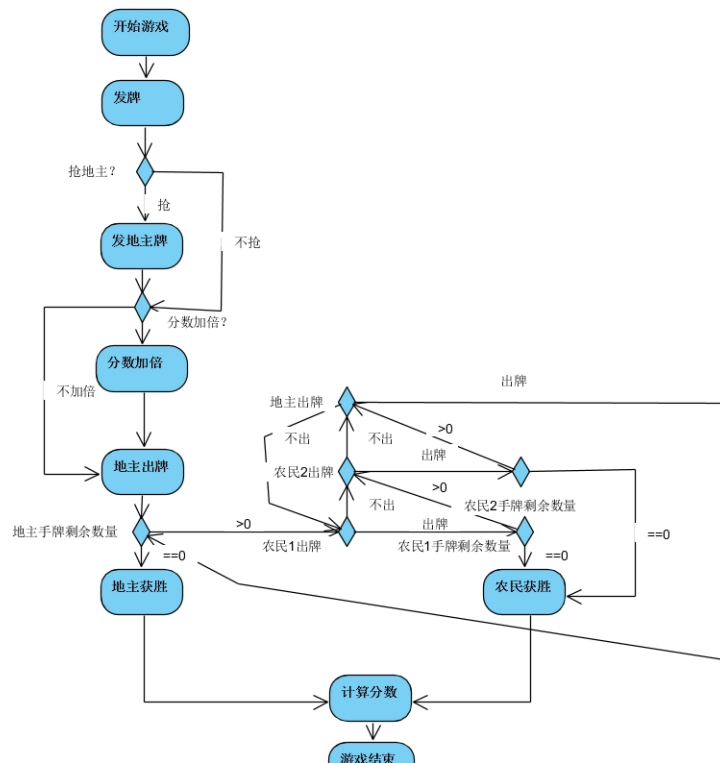 开始游戏
发牌
抢地主？
抢
发地主牌
不抢
分数加倍？
分数加倍
不加倍
地主出牌
出牌
不出
不出
>0
出牌
农民2出牌
>0
地主出牌
不出
农民2手牌剩余数量
地主手牌剩余数量
>0
出牌
==0
农民1出牌
农民1手牌剩余数量
==0
==0
地主获胜
农民获胜
计算分数
游戏结束